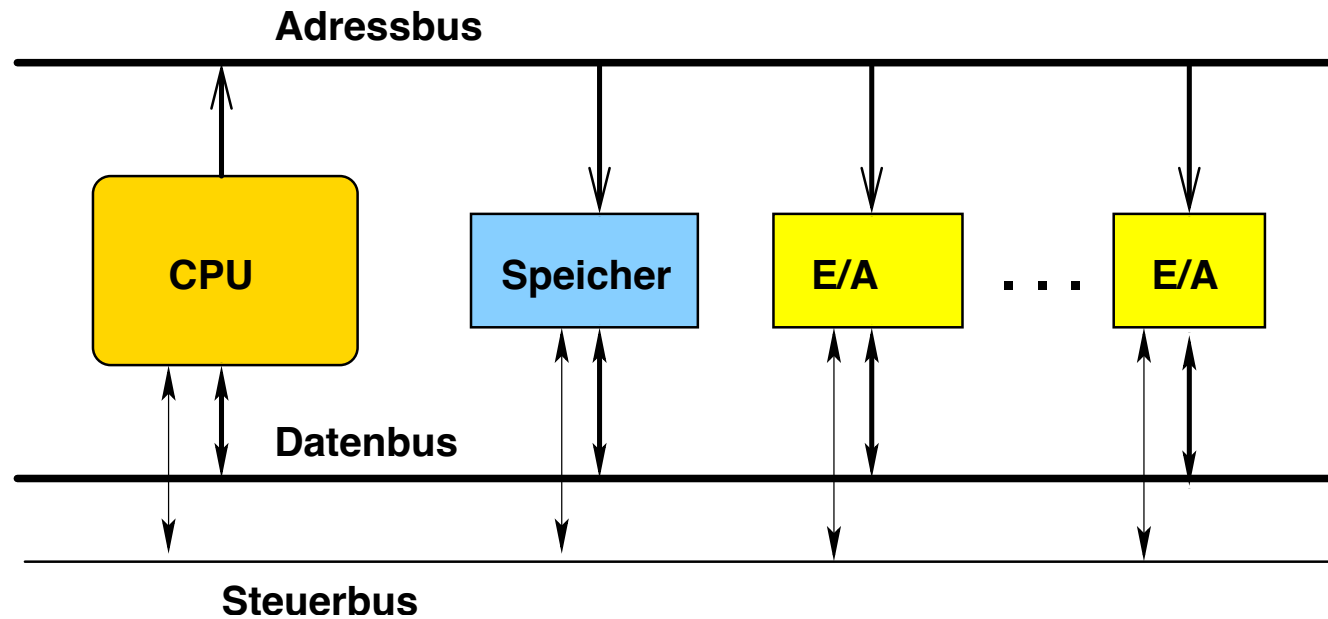 Adressbus
CPU
Speicher
E/A
. . .
E/A
Datenbus
Steuerbus